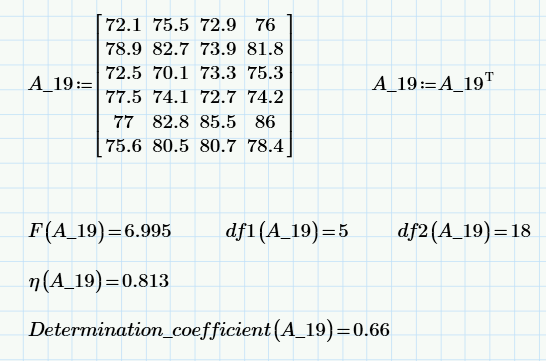 72.1 75.5 72.9 76
78.9 82.7 73.9 81.8
72.5 70.1 73.3 75.3
A_19:= A_19:=A_19ᵀ
77.5 74.1 72.7 74.2
77 82.8 85.5 86
75.6 80.5 80.7 78.4
F(A_19)=6.995 df1(A_19)=5 df2(A_19)=18
η(A_19)=0.813
Determination_coefficient(A_19)=0.66